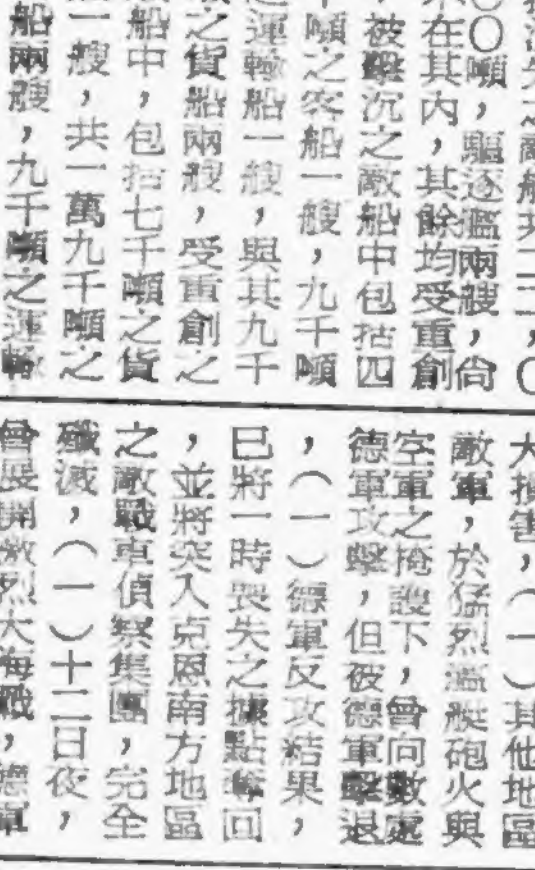 〇〇噸，驅逐艦兩艘，尚
在其內，其餘均受重創
，被擊沉之敵船中包括四
千噸之客船一艘，九千噸
之運輸船一艘，與其九千
噸之貨船兩艘，受重創之
船中，包括七千噸之貨
船一艘，共一萬九千噸之
船兩艘，九千噸之運輸
大損害，（一）其他地區
敵軍，於猛烈艦艇砲火與
空軍之掩護下，曾向數處
德軍攻擊，但被德軍擊退
，（一）德軍反攻結果，
已將一時喪失之據點奪回
，並將突入克恩南方地區
之敵戰車偵察集團，完全
殲滅，（一）十二日夜，
曾展開激烈大海戰，德軍